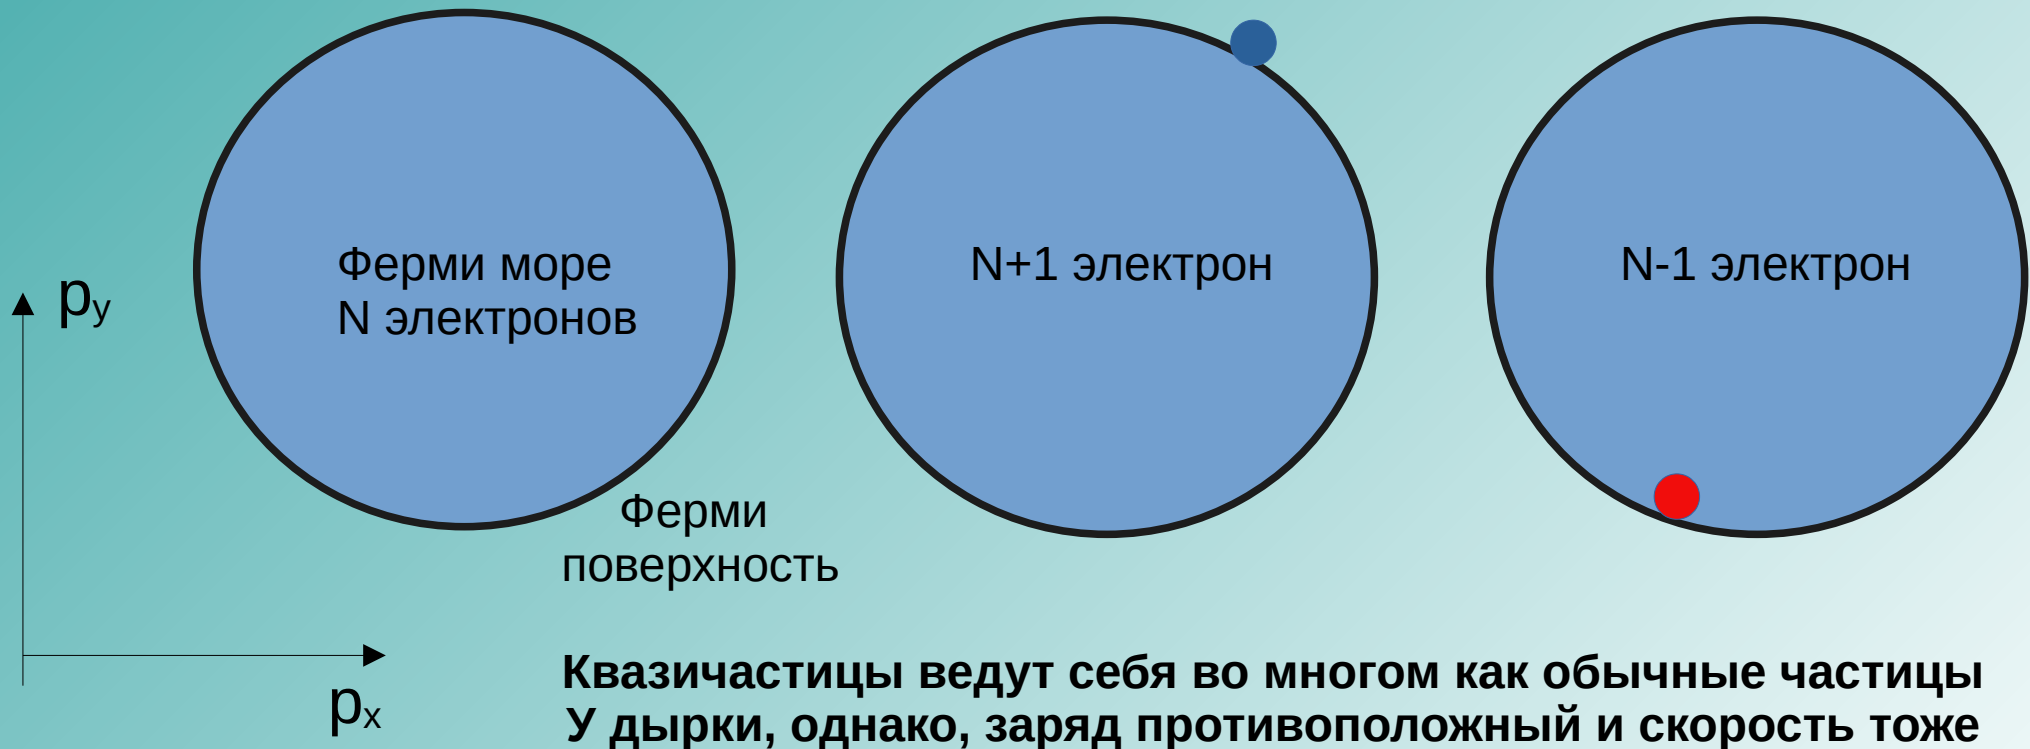 Ферми море
N электронов
N+1 электрон
N-1 электрон
py
px
Ферми
поверхность
Квазичастицы ведут себя во многом как обычные частицы
У дырки, однако, заряд противоположный и скорость тоже